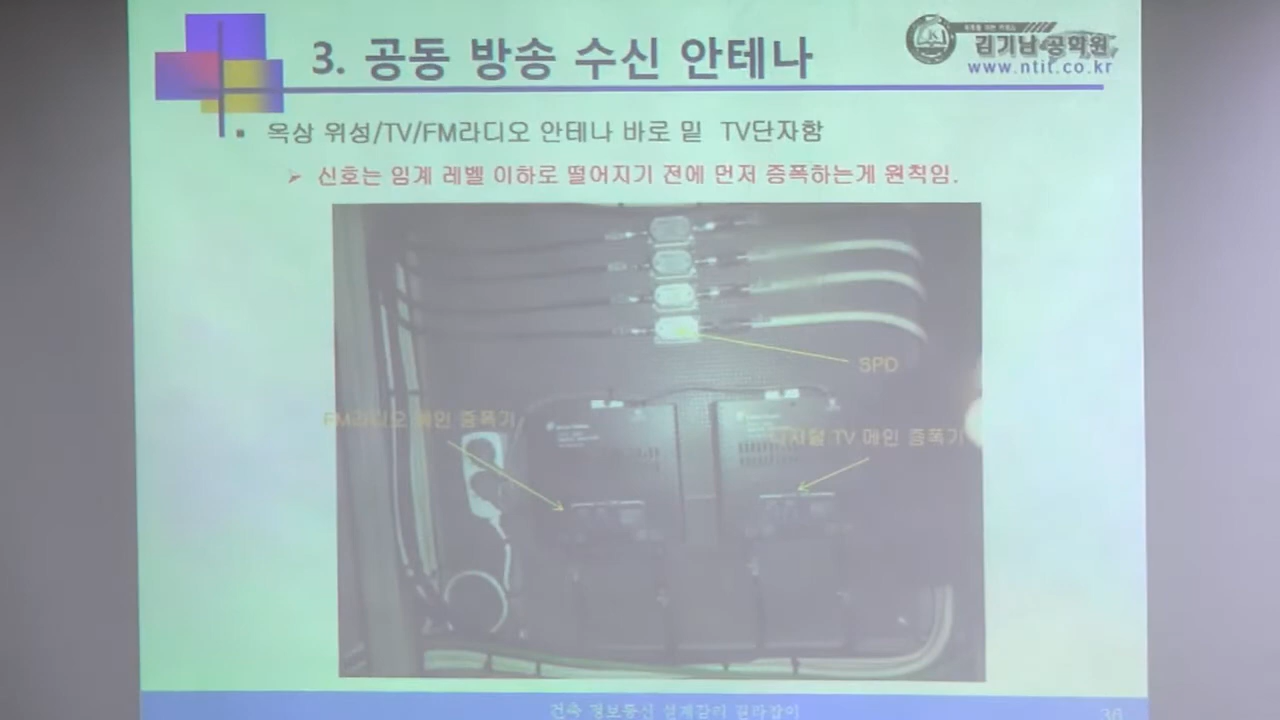 3. 공동 방송 수신 안테나
김기남 공학원
www.ntit.co.kr
옥상 위성/TV/FM라디오 안테나 바로 밑 TV단자함
신호는 임계 레벨 이하로 떨어지기 전에 먼저 증폭하는게 원칙임.
SPD
FM라디오 메인 증폭기
디지털 TV 메인 증폭기
건축 정보통신 설계감리 길라잡이